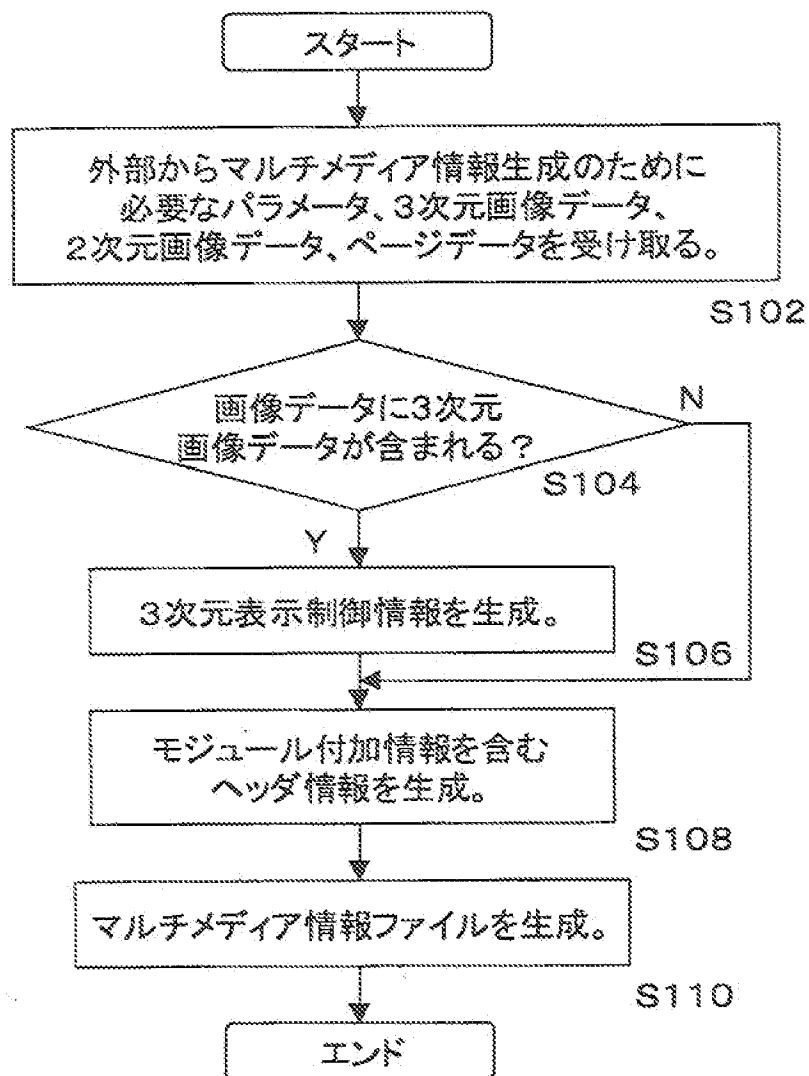 スタート
外部からマルチメディア情報生成のために
必要なパラメータ、3次元画像データ、
2次元画像データ、ページデータを受け取る。
S102
画像データに3次元
画像データが含まれる？
N
S104
Y
3次元表示制御情報を生成。
S106
モジュール付加情報を含む
ヘッダ情報を生成。
S108
マルチメディア情報ファイルを生成。
S110
エンド